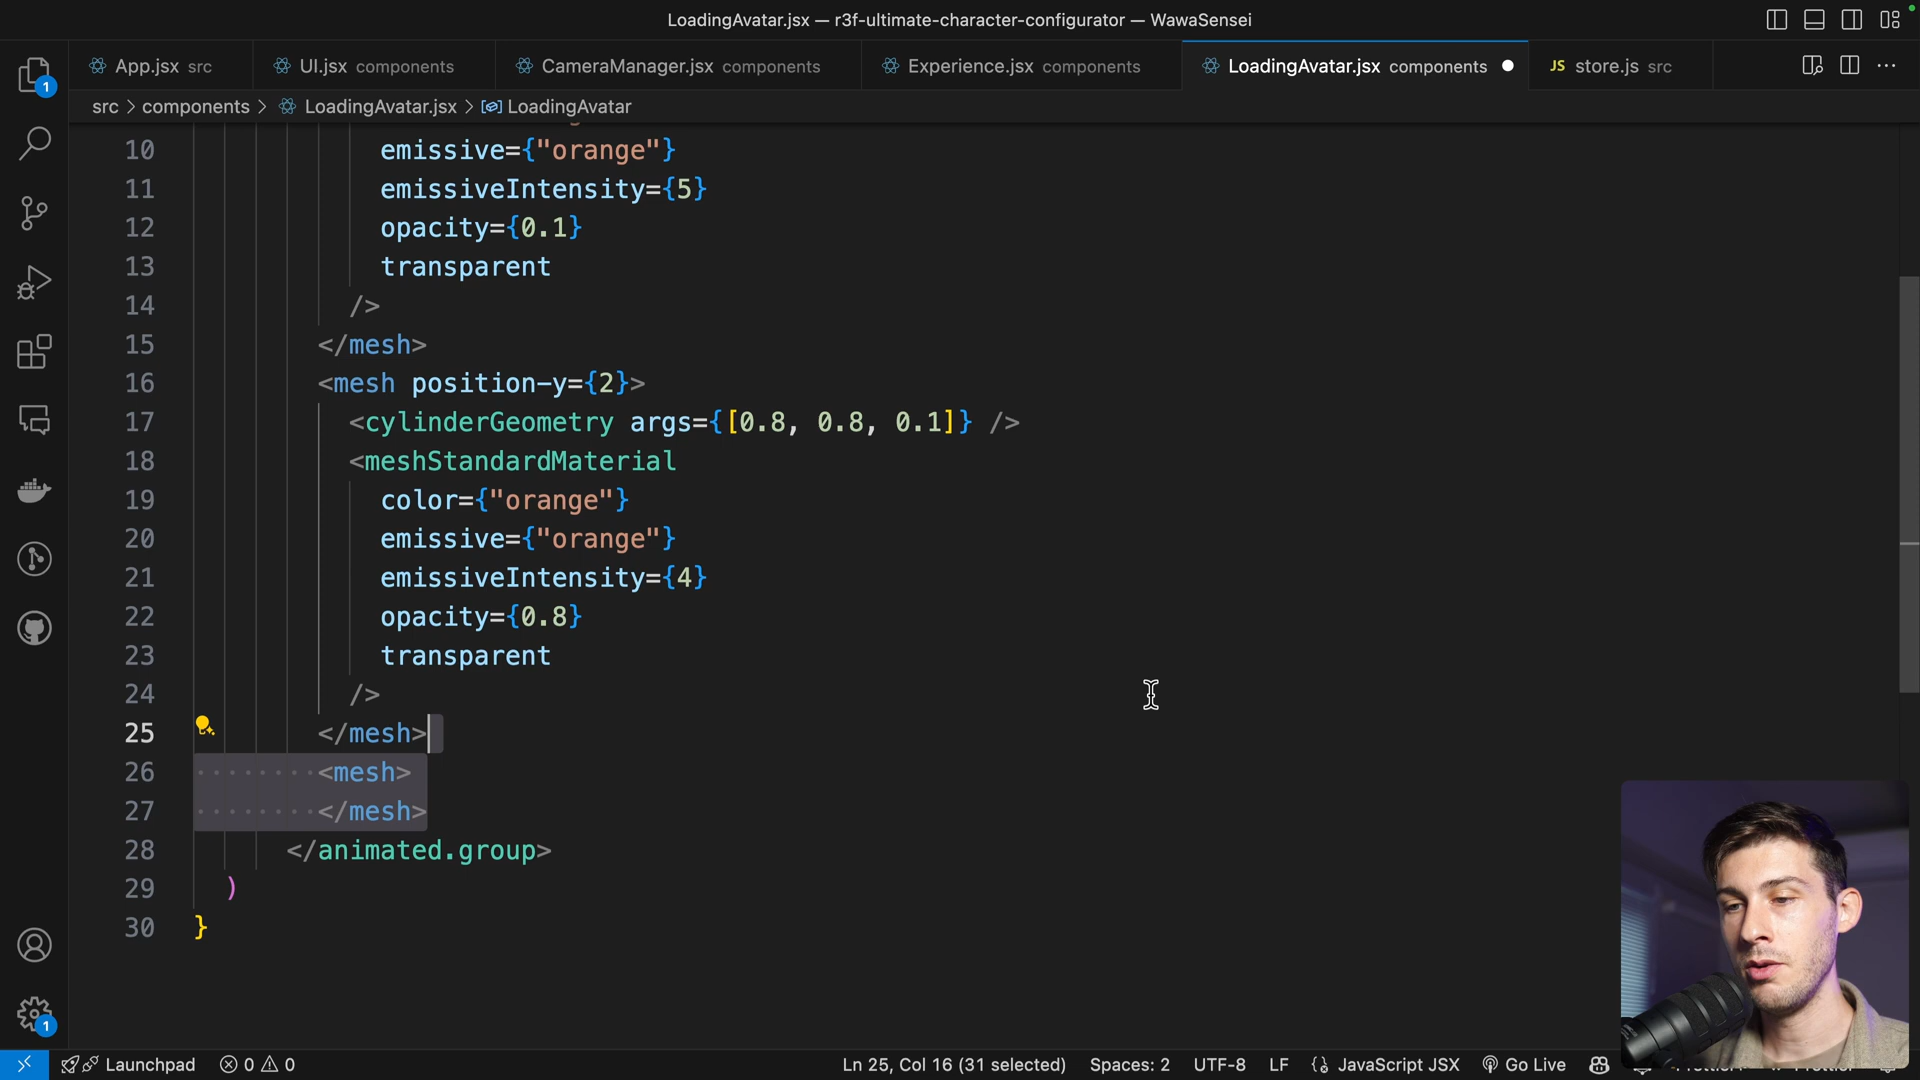 LoadingAvatar.jsx — r3f-ultimate-character-configurator — WawaSensei
App.jsx src
UI.jsx components
CameraManager.jsx components
Experience.jsx components
LoadingAvatar.jsx components
JS store.js src
src > components > LoadingAvatar.jsx > LoadingAvatar
10 emissive={"orange"}
11 emissiveIntensity={5}
12 opacity={0.1}
13 transparent
14 />
15 </mesh>
16 <mesh position-y={2}>
17 <cylinderGeometry args={[0.8, 0.8, 0.1]} />
18 <meshStandardMaterial
19 color={"orange"}
20 emissive={"orange"}
21 emissiveIntensity={4}
22 opacity={0.8}
23 transparent
24 />
25 </mesh>
26 <mesh>
27 </mesh>
28 </animated.group>
29 )
30 }
1
1
Launchpad 0 0 Ln 25, Col 16 (31 selected) Spaces: 2 UTF-8 LF {} JavaScript JSX Go Live